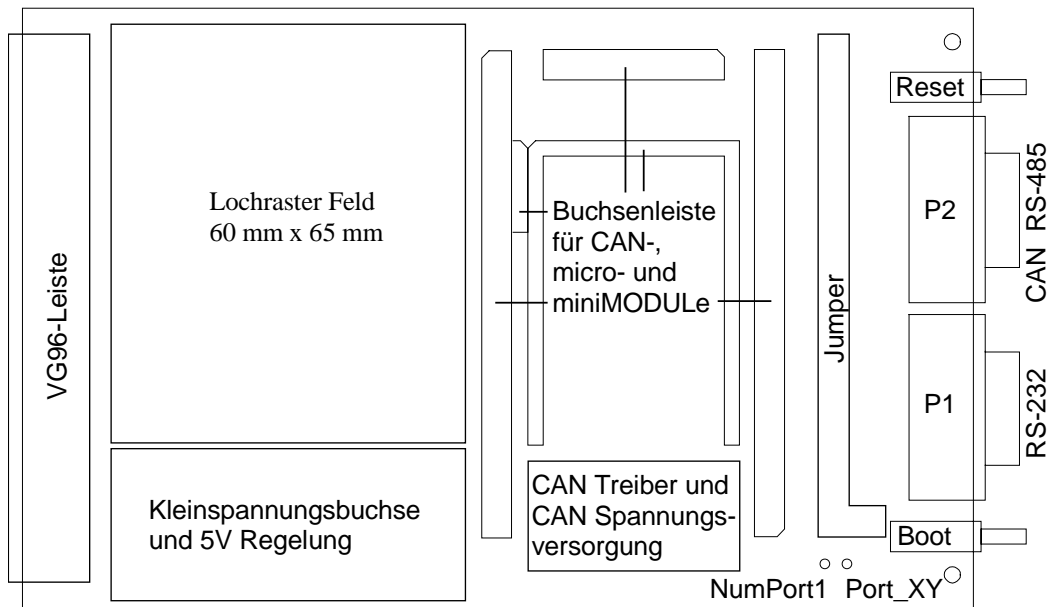 VG96-Leiste
Lochraster Feld
60 mm x 65 mm
Kleinspannungsbuchse
und 5V Regelung
Buchsenleiste
für CAN-,
micro- und
miniMODULe
CAN Treiber und
CAN Spannungs-
versorgung
Jumper
Reset
P2
CAN RS-485
P1
RS-232
Boot
NumPort1 Port_XY